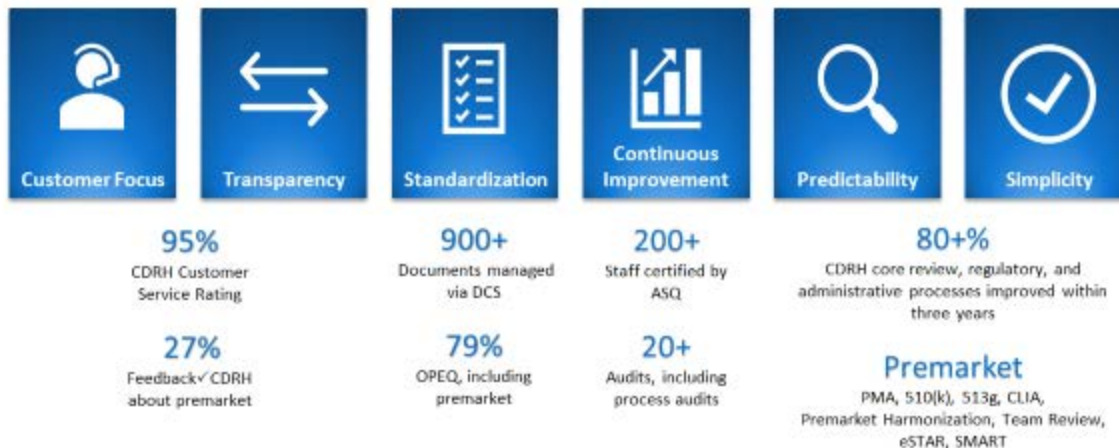 Customer Focus
Transparency
Standardization
Continuous
Improvement
Predictability
Simplicity
95%
CDRH Customer
Service Rating
27%
Feedback✓CDRH
about premarket
900+
Documents managed
via DCS
79%
OPEQ, including
premarket
200+
Staff certified by
ASQ
20+
Audits, including
process audits
80+%
CDRH core review, regulatory, and
administrative processes improved within
three years
Premarket
PMA, 510(k), 513g, CLIA,
Premarket Harmonization, Team Review,
eSTAR, SMART